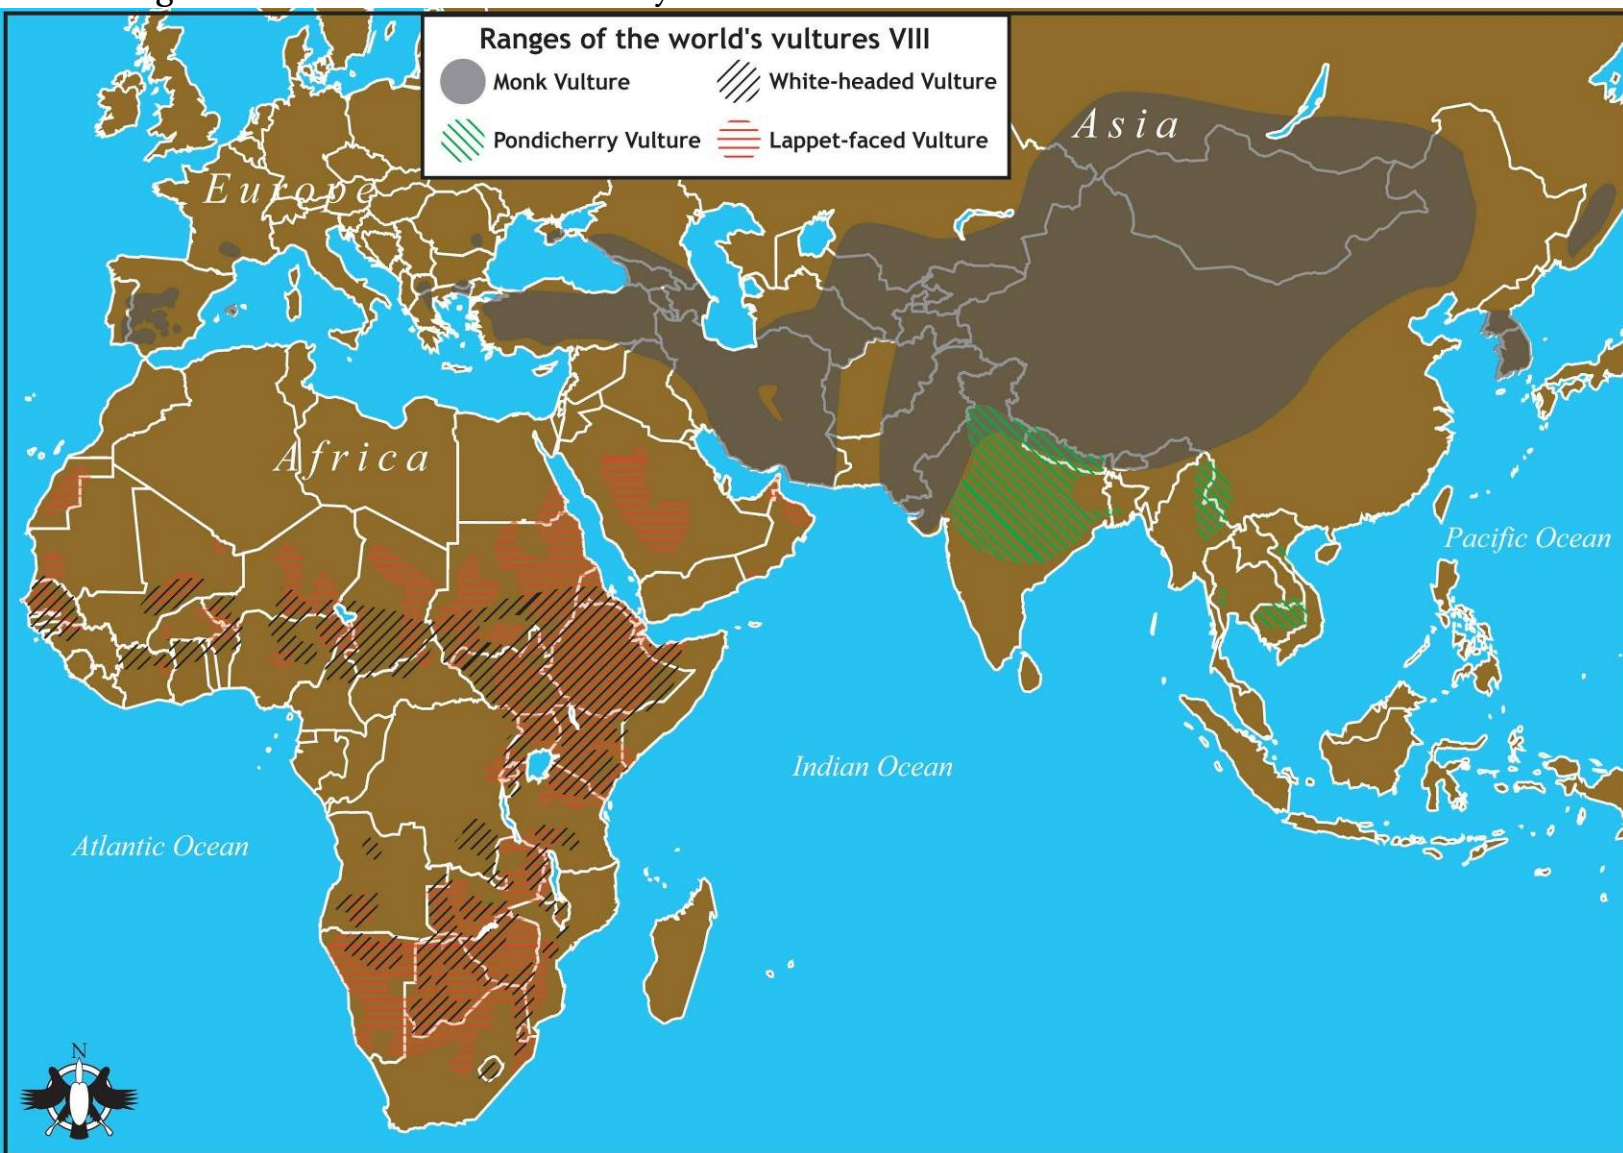 Ranges of the world's vultures VIII
Monk Vulture
White-headed Vulture
Pondicherry Vulture
Lappet-faced Vulture
Asia
Europe
Africa
Pacific Ocean
Indian Ocean
Atlantic Ocean
N